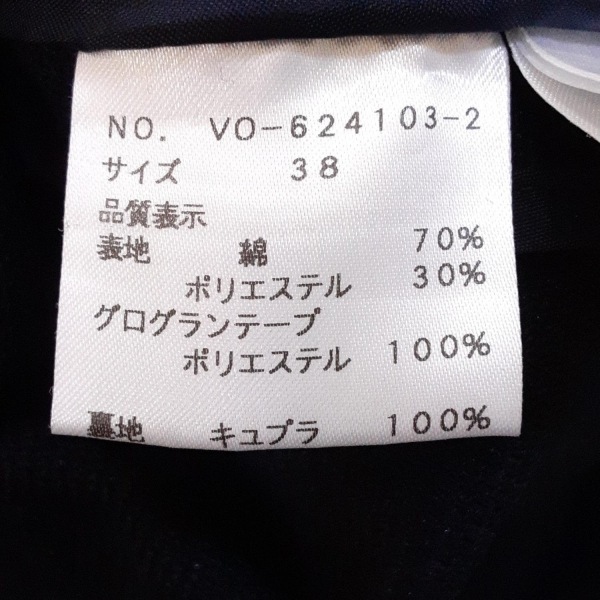 NO. VO-624103-2
サイズ 38
品質表示
表地 綿 70%
ポリエステル 30%
グログランテープ
ポリエステル 100%
裏地 キュプラ 100%